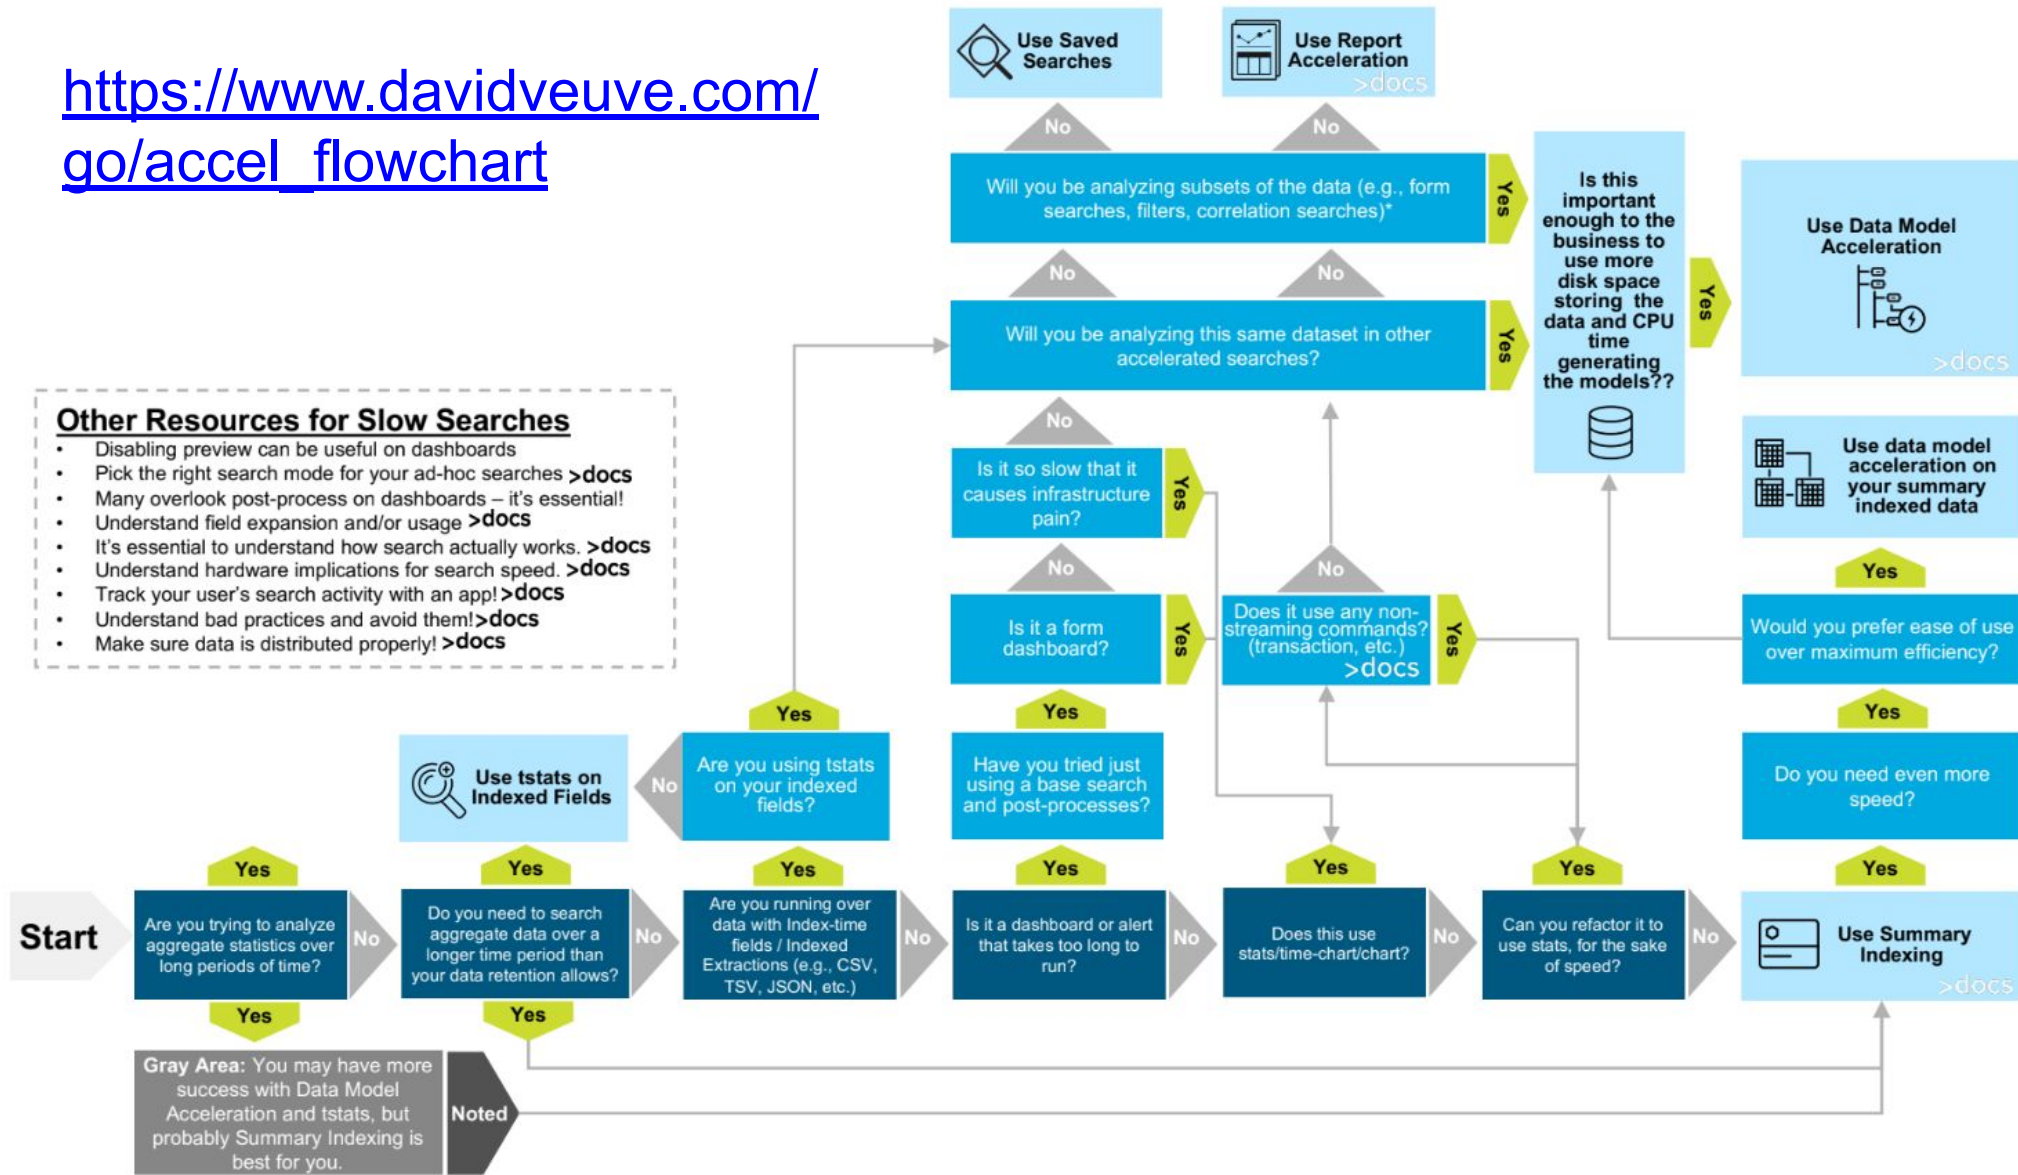 https://www.davidveuve.com/
go/accel_flowchart
Use Saved
Searches
Use Report
Acceleration
>docs
No
No
Will you be analyzing subsets of the data (e.g., form
searches, filters, correlation searches)*
Yes
Is this
important
enough to the
business to
use more
disk space
storing the
data and CPU
time
generating
the models??
Yes
Use Data Model
Acceleration
>docs
No
No
Will you be analyzing this same dataset in other
accelerated searches?
Yes
Other Resources for Slow Searches
• Disabling preview can be useful on dashboards
• Pick the right search mode for your ad-hoc searches >docs
• Many overlook post-process on dashboards – it's essential!
• Understand field expansion and/or usage >docs
• It's essential to understand how search actually works. >docs
• Understand hardware implications for search speed. >docs
• Track your user's search activity with an app! >docs
• Understand bad practices and avoid them! >docs
• Make sure data is distributed properly! >docs
No
Is it so slow that it
causes infrastructure
pain?
Yes
Use data model
acceleration on
your summary
indexed data
Yes
No
Is it a form
dashboard?
Yes
No
Does it use any non-
streaming commands?
(transaction, etc.)
>docs
Yes
Would you prefer ease of use
over maximum efficiency?
Yes
Use tstats on
Indexed Fields
No
Yes
Are you using tstats
on your indexed
fields?
Yes
Have you tried just
using a base search
and post-processes?
Do you need even more
speed?
Yes
Yes
Yes
Yes
Yes
Yes
Yes
Start
Are you trying to analyze
aggregate statistics over
long periods of time?
No
Do you need to search
aggregate data over a
longer time period than
your data retention allows?
No
Are you running over
data with Index-time
fields / Indexed
Extractions (e.g., CSV,
TSV, JSON, etc.)
No
Is it a dashboard or alert
that takes too long to
run?
No
Does this use
stats/time-chart/chart?
No
Can you refactor it to
use stats, for the sake
of speed?
No
Use Summary
Indexing
>docs
Yes
Yes
Gray Area: You may have more
success with Data Model
Acceleration and tstats, but
probably Summary Indexing is
best for you.
Noted